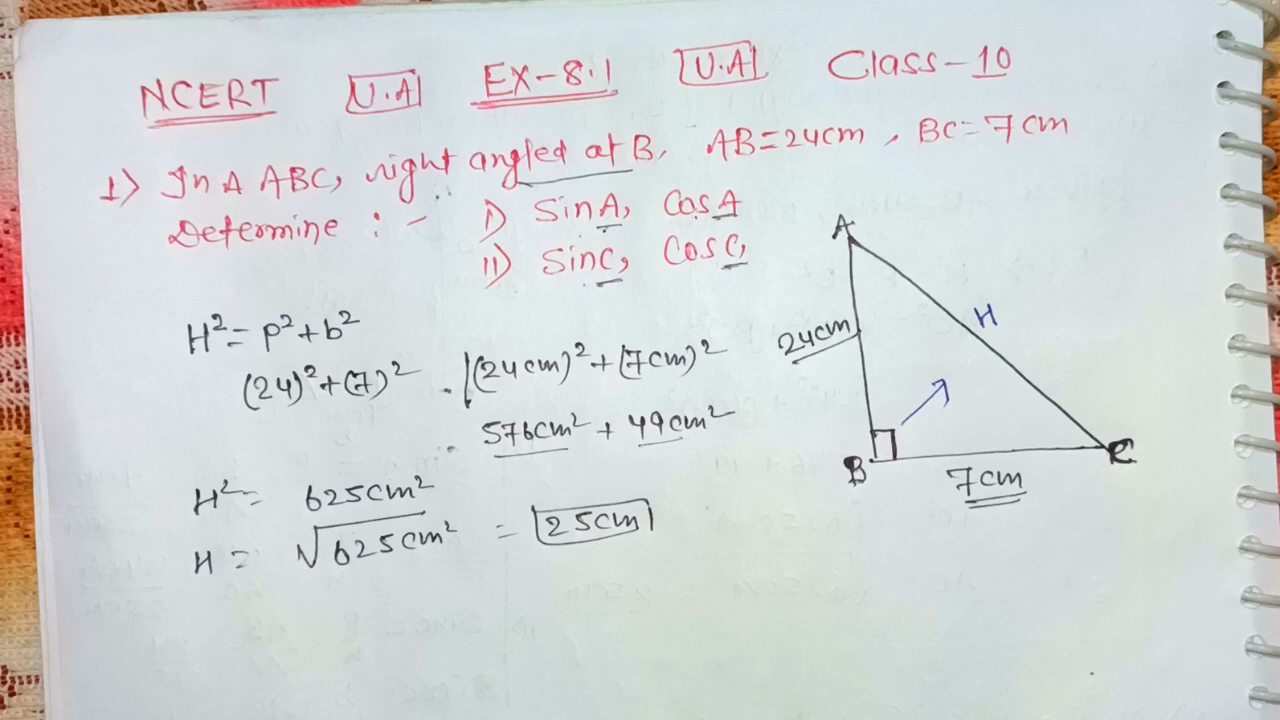 NCERT U.A EX-8.1 U.A Class-10
1) In A ABC, right angled at B, AB=24cm, BC=7cm
Determine :- i) SinA, CosA
ii) Sinc, Cosc,
H²= p²+b²
(24)²+(7)² (24cm)²+(7cm)²
576cm² + 49cm²
H²= 625cm²
H = √625cm² = 25cm
A
24cm
H
B
7cm
C